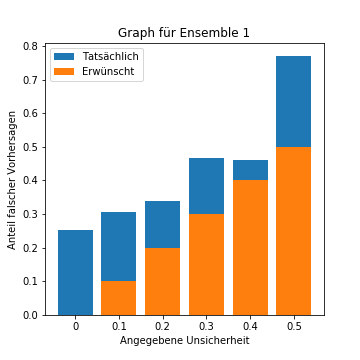 Graph für Ensemble 1
Tatsächlich
Erwünscht
Anteil falscher Vorhersagen
0.8
0.7
0.6
0.5
0.4
0.3
0.2
0.1
0.0
0 0.1 0.2 0.3 0.4 0.5
Angegebene Unsicherheit